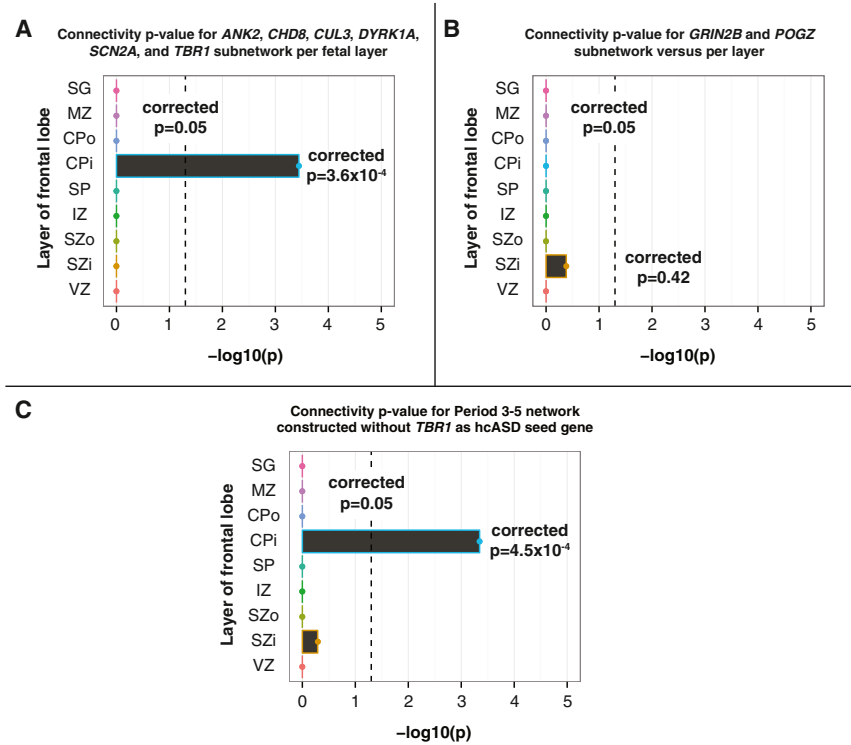 A
Connectivity p-value for ANK2, CHD8, CUL3, DYRK1A,
SCN2A, and TBR1 subnetwork per fetal layer
Layer of frontal lobe
SG
MZ
CPo
CPi
SP
IZ
SZo
SZi
VZ
corrected
p=0.05
corrected
p=3.6x10-4
0 1 2 3 4 5
−log10(p)
B
Connectivity p-value for GRIN2B and POGZ
subnetwork versus per layer
Layer of frontal lobe
SG
MZ
CPo
CPi
SP
IZ
SZo
SZi
VZ
corrected
p=0.05
corrected
p=0.42
0 1 2 3 4 5
−log10(p)
C
Connectivity p-value for Period 3-5 network
constructed without TBR1 as hcASD seed gene
Layer of frontal lobe
SG
MZ
CPo
CPi
SP
IZ
SZo
SZi
VZ
corrected
p=0.05
corrected
p=4.5x10-4
0 1 2 3 4 5
−log10(p)